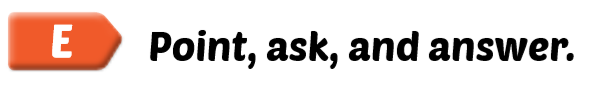 E Point, ask, and answer.